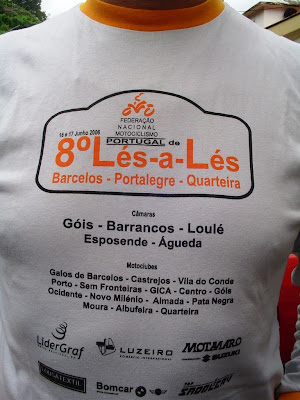 FEDERAÇÃO
NACIONAL
MOTOCICLISMO
PORTUGAL de
16 e 17 Junho 2006
8º Lés-a-Lés
Barcelos - Portalegre - Quarteira
Câmaras
Góis - Barrancos - Loulé
Esposende - Águeda
Motoclubes
Galos de Barcelos - Castrejos - Vila do Conde
Porto - Sem Fronteiras - GICA - Centro - Góis
Ocidente - Novo Milénio - Almada - Pata Negra
Moura - Albufeira - Quarteira
LíderGraf
LUZEIRO
MOTOMARO
SUZUKI
Bomcar